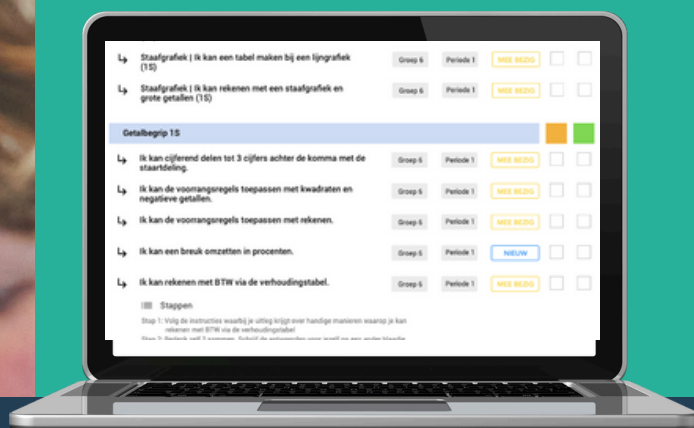 Staafgrafiek | Ik kan een tabel maken bij een lijngrafiek
(1S)
Groep 6 Periode 1 MEE BEZIG
Staafgrafiek | Ik kan rekenen met een staafgrafiek en
grote getallen (1S)
Groep 6 Periode 1 MEE BEZIG
Getalbegrip 1S
Ik kan cijferend delen tot 3 cijfers achter de komma met de
staartdeling.
Groep 6 Periode 1 MEE BEZIG
Ik kan de voorrangsregels toepassen met kwadraten en
negatieve getallen.
Groep 6 Periode 1 MEE BEZIG
Ik kan de voorrangsregels toepassen met rekenen.
Groep 6 Periode 1 MEE BEZIG
Ik kan een breuk omzetten in procenten.
Groep 6 Periode 1 NIEUW
Ik kan rekenen met BTW via de verhoudingstabel.
Groep 6 Periode 1 MEE BEZIG
Stappen
Stap 1: Volg de instructies waarbij je uitleg krijgt over handige manieren waarop je kan
rekenen met BTW via de verhoudingstabel